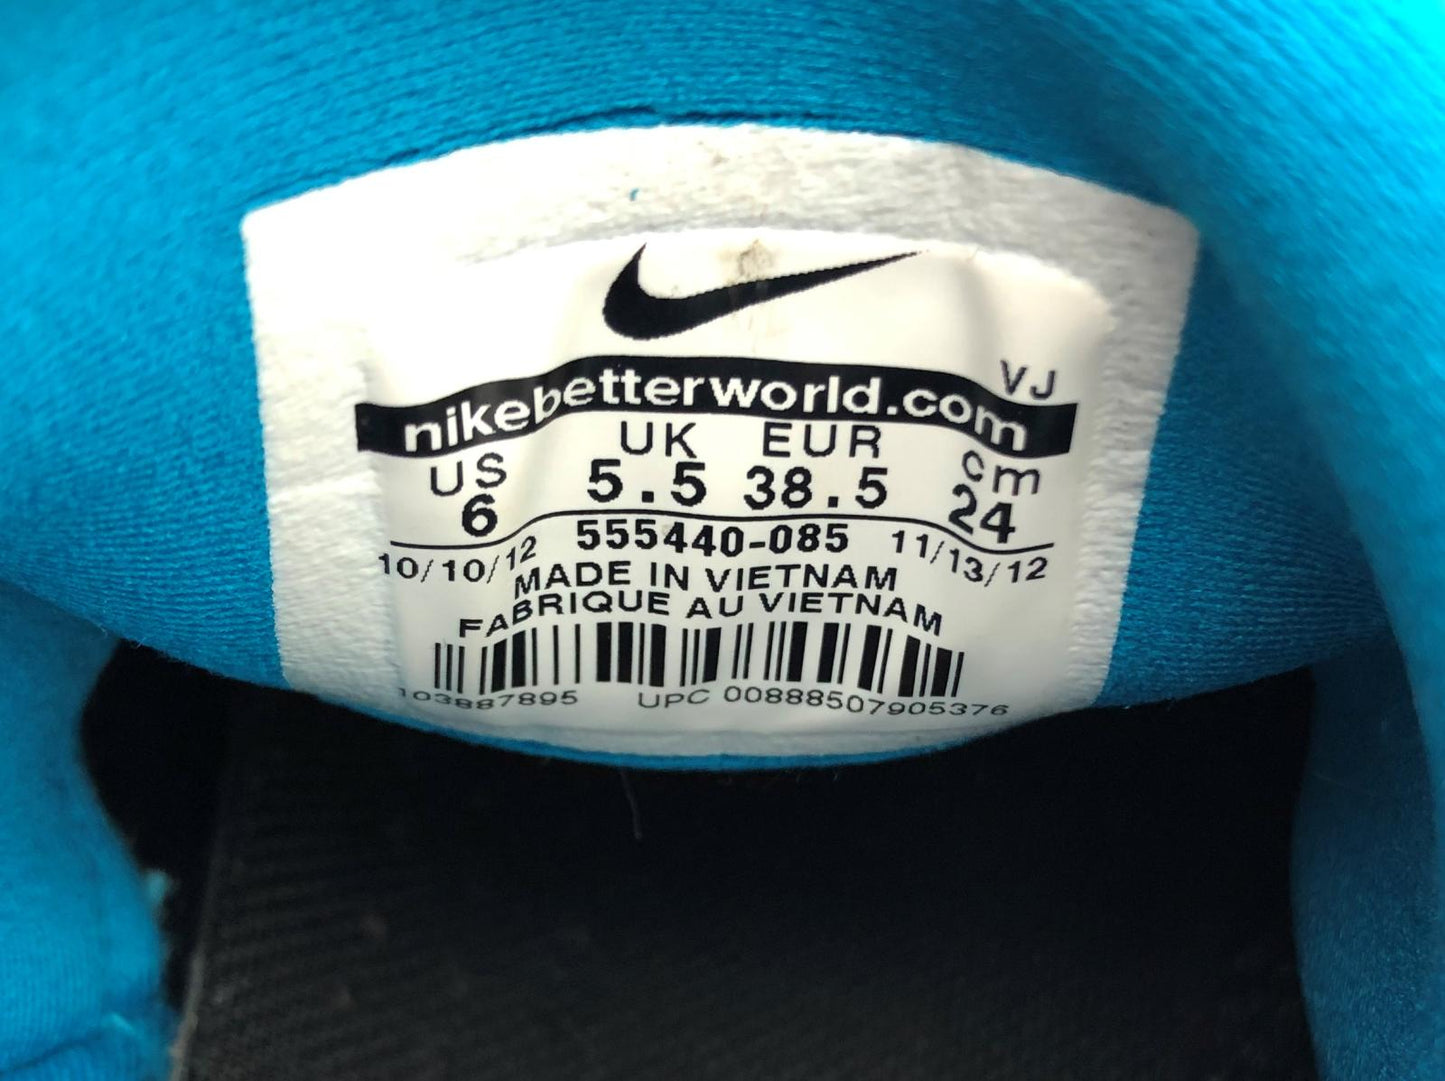 VJ
nikebetterworld.com
US UK EUR cm
6 5.5 38.5 24
10/10/12 555440-085 11/13/12
MADE IN VIETNAM
FABRIQUE AU VIETNAM
103887895 UPC 00888507905376